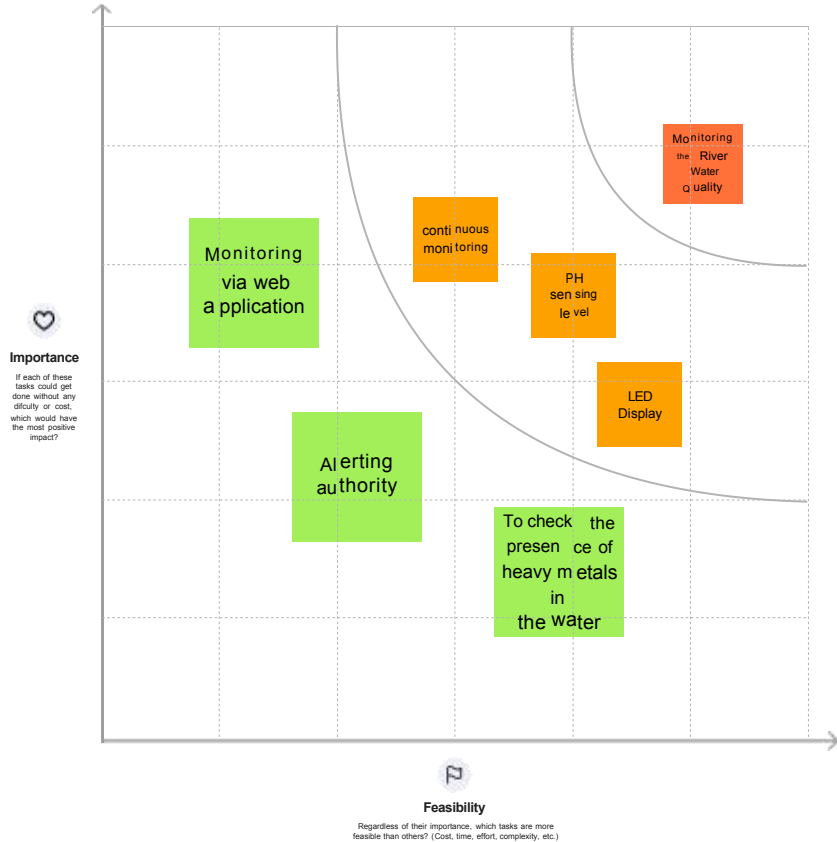 Monitoring
the River
Water
Quality
continuous
monitoring
Monitoring
via web
application
PH
sensing
level
LED
Display
Alerting
authority
To check the
presence of
heavy metals
in
the water
Importance
If each of these
tasks could get
done without any
difculty or cost,
which would have
the most positive
impact?
Feasibility
Regardless of their importance, which tasks are more
feasible than others? (Cost, time, effort, complexity, etc.)